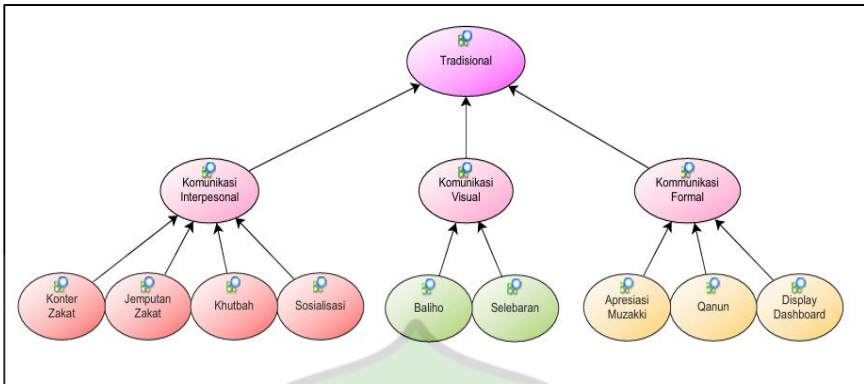 Tradisional
Komunikasi
Interpesonal
Komunikasi
Visual
Kommunikasi
Formal
Konter
Zakat
Jemputan
Zakat
Khutbah
Sosialisasi
Baliho
Selebaran
Apresiasi
Muzakki
Qanun
Display
Dashboard